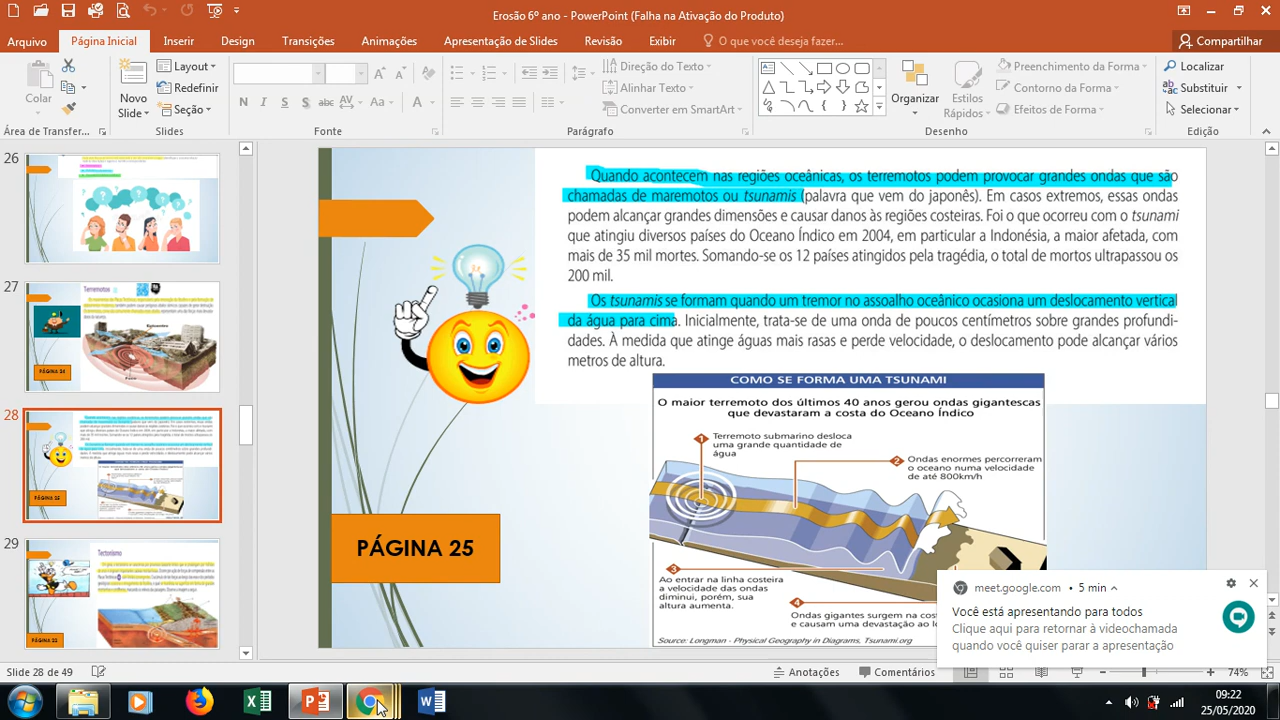 Erosão 6º ano - PowerPoint (Falha na Ativação do Produto)
Arquivo
Página Inicial
Inserir
Design
Transições
Animações
Apresentação de Slides
Revisão
Exibir
O que você deseja fazer...
Compartilhar
Colar
Novo
Slide
Layout
Redefinir
Seção
N I S S abc AV Aa A
Direção do Texto
Alinhar Texto
Converter em SmartArt
Organizar
Estilos
Rápidos
Preenchimento da Forma
Contorno da Forma
Efeitos de Forma
Localizar
Substituir
Selecionar
Área de Transfer...
Slides
Fonte
Parágrafo
Desenho
Edição
26
27
Terremotos
PÁGINA 24
28
PÁGINA 25
29
Tectonismo
Quando acontecem nas regiões oceânicas, os terremotos podem provocar grandes ondas que são
chamadas de maremotos ou tsunamis (palavra que vem do japonês). Em casos extremos, essas ondas
podem alcançar grandes dimensões e causar danos às regiões costeiras. Foi o que ocorreu com o tsunami
que atingiu diversos países do Oceano Índico em 2004, em particular a Indonésia, a maior afetada, com
mais de 35 mil mortes. Somando-se os 12 países atingidos pela tragédia, o total de mortos ultrapassou os
200 mil.
Os tsunamis se formam quando um tremor no assoalho oceânico ocasiona um deslocamento vertical
da água para cima. Inicialmente, trata-se de uma onda de poucos centímetros sobre grandes profundi-
dades. À medida que atinge águas mais rasas e perde velocidade, o deslocamento pode alcançar vários
metros de altura.
PÁGINA 25
COMO SE FORMA UMA TSUNAMI
O maior terremoto dos últimos 40 anos gerou ondas gigantescas
que devastaram a costa do Oceano Índico
1
Terremoto submarino desloca
uma grande quantidade de
água
2
Ondas enormes percorreram
o oceano numa velocidade
de até 800km/h
3
Ao entrar na linha costeira
a velocidade das ondas
diminui, porém, sua
altura aumenta.
4
Ondas gigantes surgem na
e causam uma devastação ao
Source: Longman - Physical Geography in Diagrams, Tsunami.org
meet.google.com • 5 min
Você está apresentando para todos
Clique aqui para retornar à videochamada
quando você quiser parar a apresentação
Slide 28 de 49
Anotações
Comentários
74%
09:22
25/05/2020